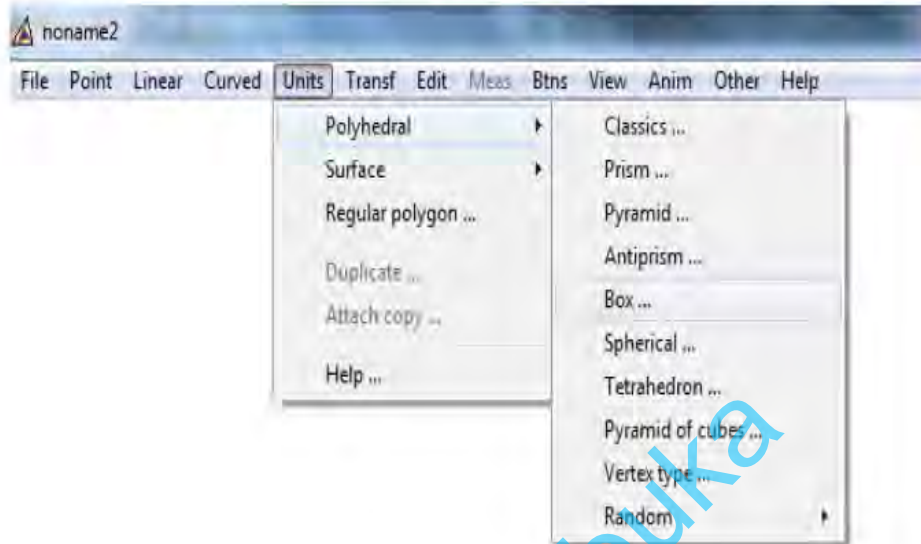 noname2
File Point Linear Curved Units Transf Edit Meas Btns View Anim Other Help
Polyhedral
Surface
Regular polygon ...
Duplicate ...
Attach copy ...
Help ...
Classics ...
Prism ...
Pyramid ...
Antiprism ...
Box ...
Spherical ...
Tetrahedron ...
Pyramid of cubes ...
Vertex type ...
Random